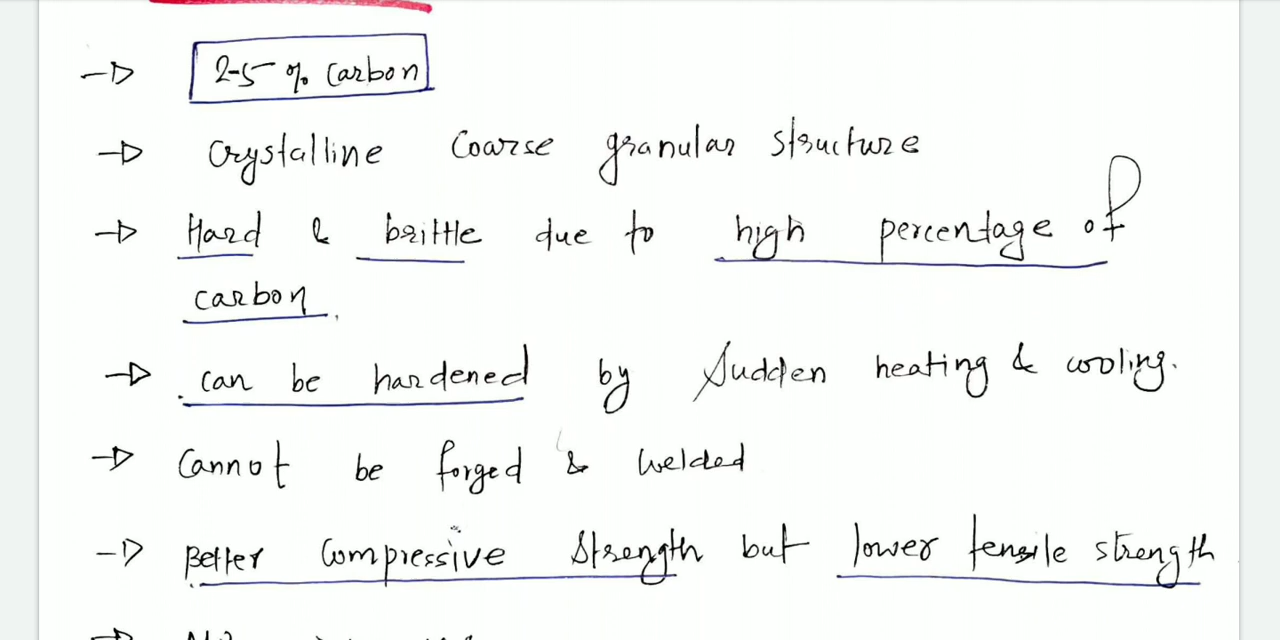 2-5 % Carbon
Crystalline Coarse granular structure
Hard & brittle due to high percentage of
carbon.
can be hardened by Sudden heating & cooling.
Cannot be forged & welded
Better Compressive Strength but lower tensile strength